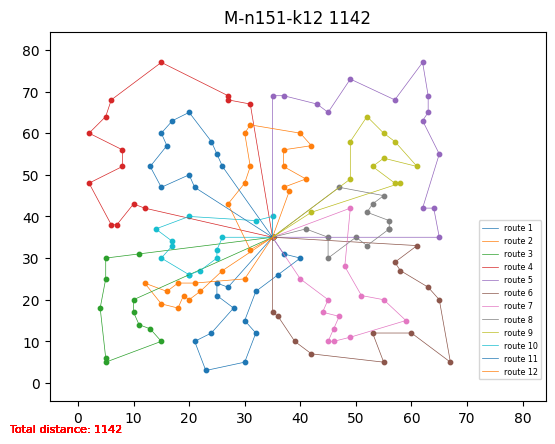 M-n151-k12 1142
80
70
60
50
40
30
20
10
0
route 1
route 2
route 3
route 4
route 5
route 6
route 7
route 8
route 9
route 10
route 11
route 12
0 10 20 30 40 50 60 70 80
Total distance: 1142